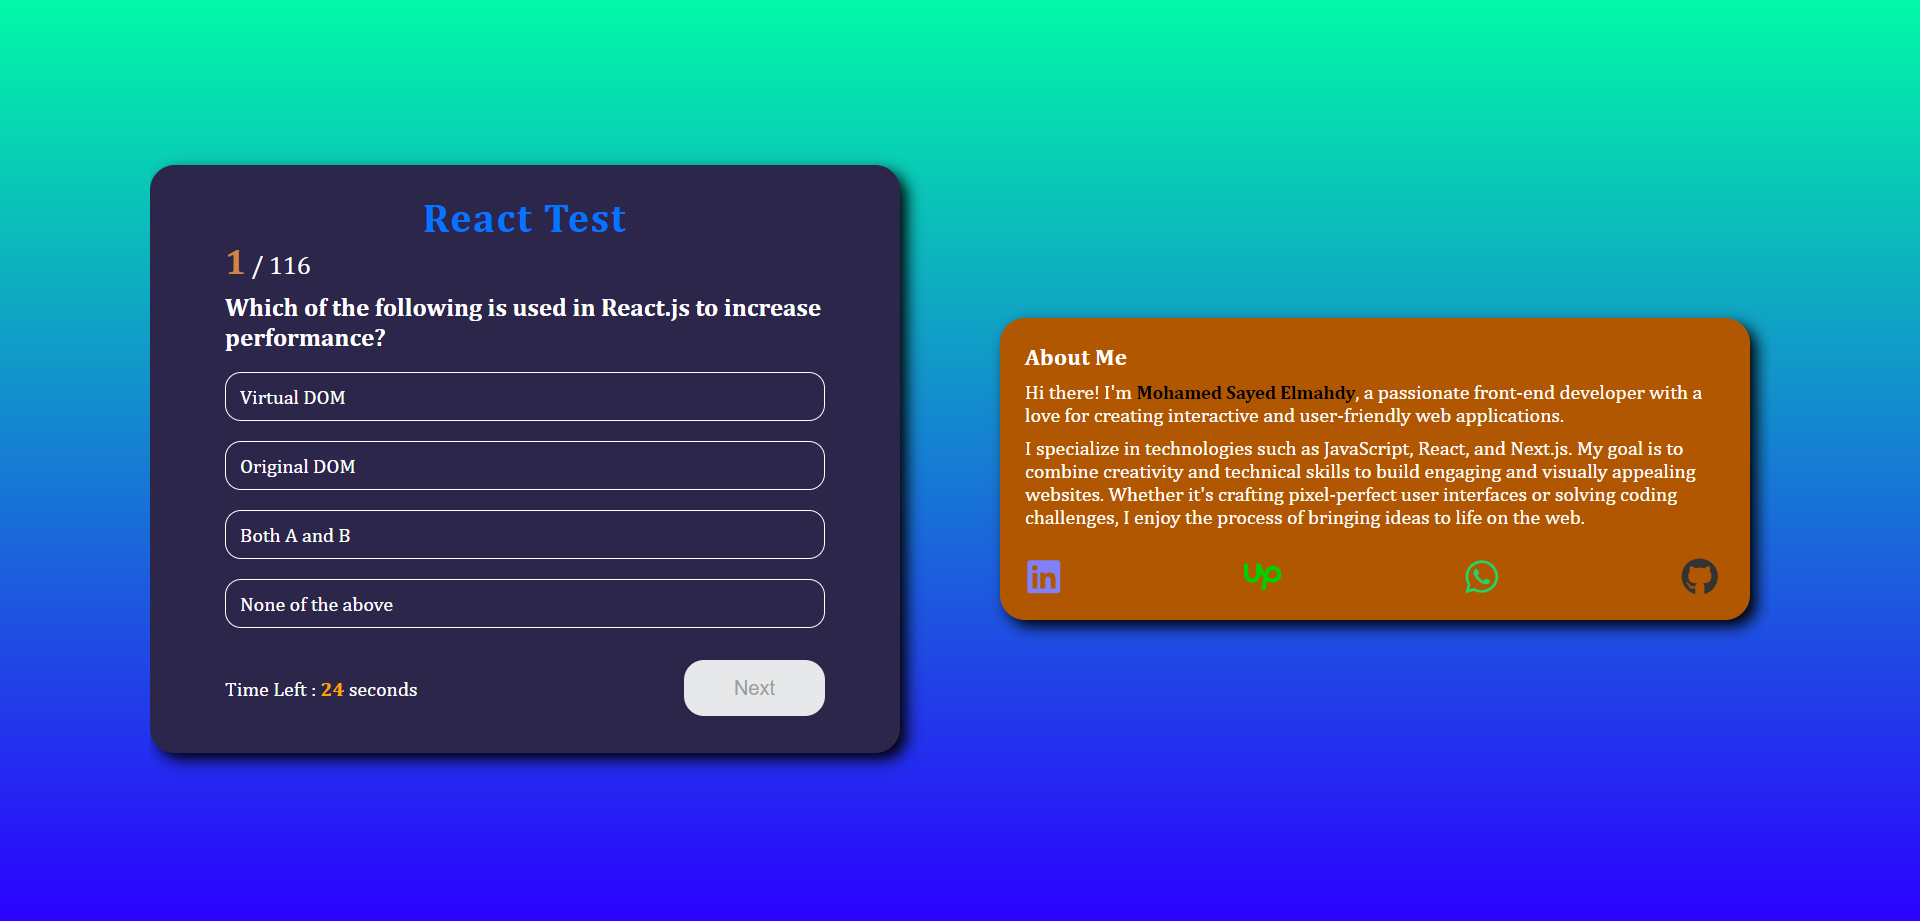 React Test
1 / 116
Which of the following is used in React.js to increase
performance?
Virtual DOM
Original DOM
Both A and B
None of the above
Time Left : 24 seconds
Next
About Me
Hi there! I'm Mohamed Sayed Elmahdy, a passionate front-end developer with a
love for creating interactive and user-friendly web applications.
I specialize in technologies such as JavaScript, React, and Next.js. My goal is to
combine creativity and technical skills to build engaging and visually appealing
websites. Whether it's crafting pixel-perfect user interfaces or solving coding
challenges, I enjoy the process of bringing ideas to life on the web.
in
up